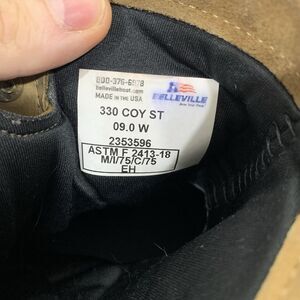 800-376-6978
bellevilleboot.com
MADE IN THE USA
BELLEVILLE
330 COY ST
09.0 W
2353596
ASTM F 2413-18
M/I/75/C/75
EH